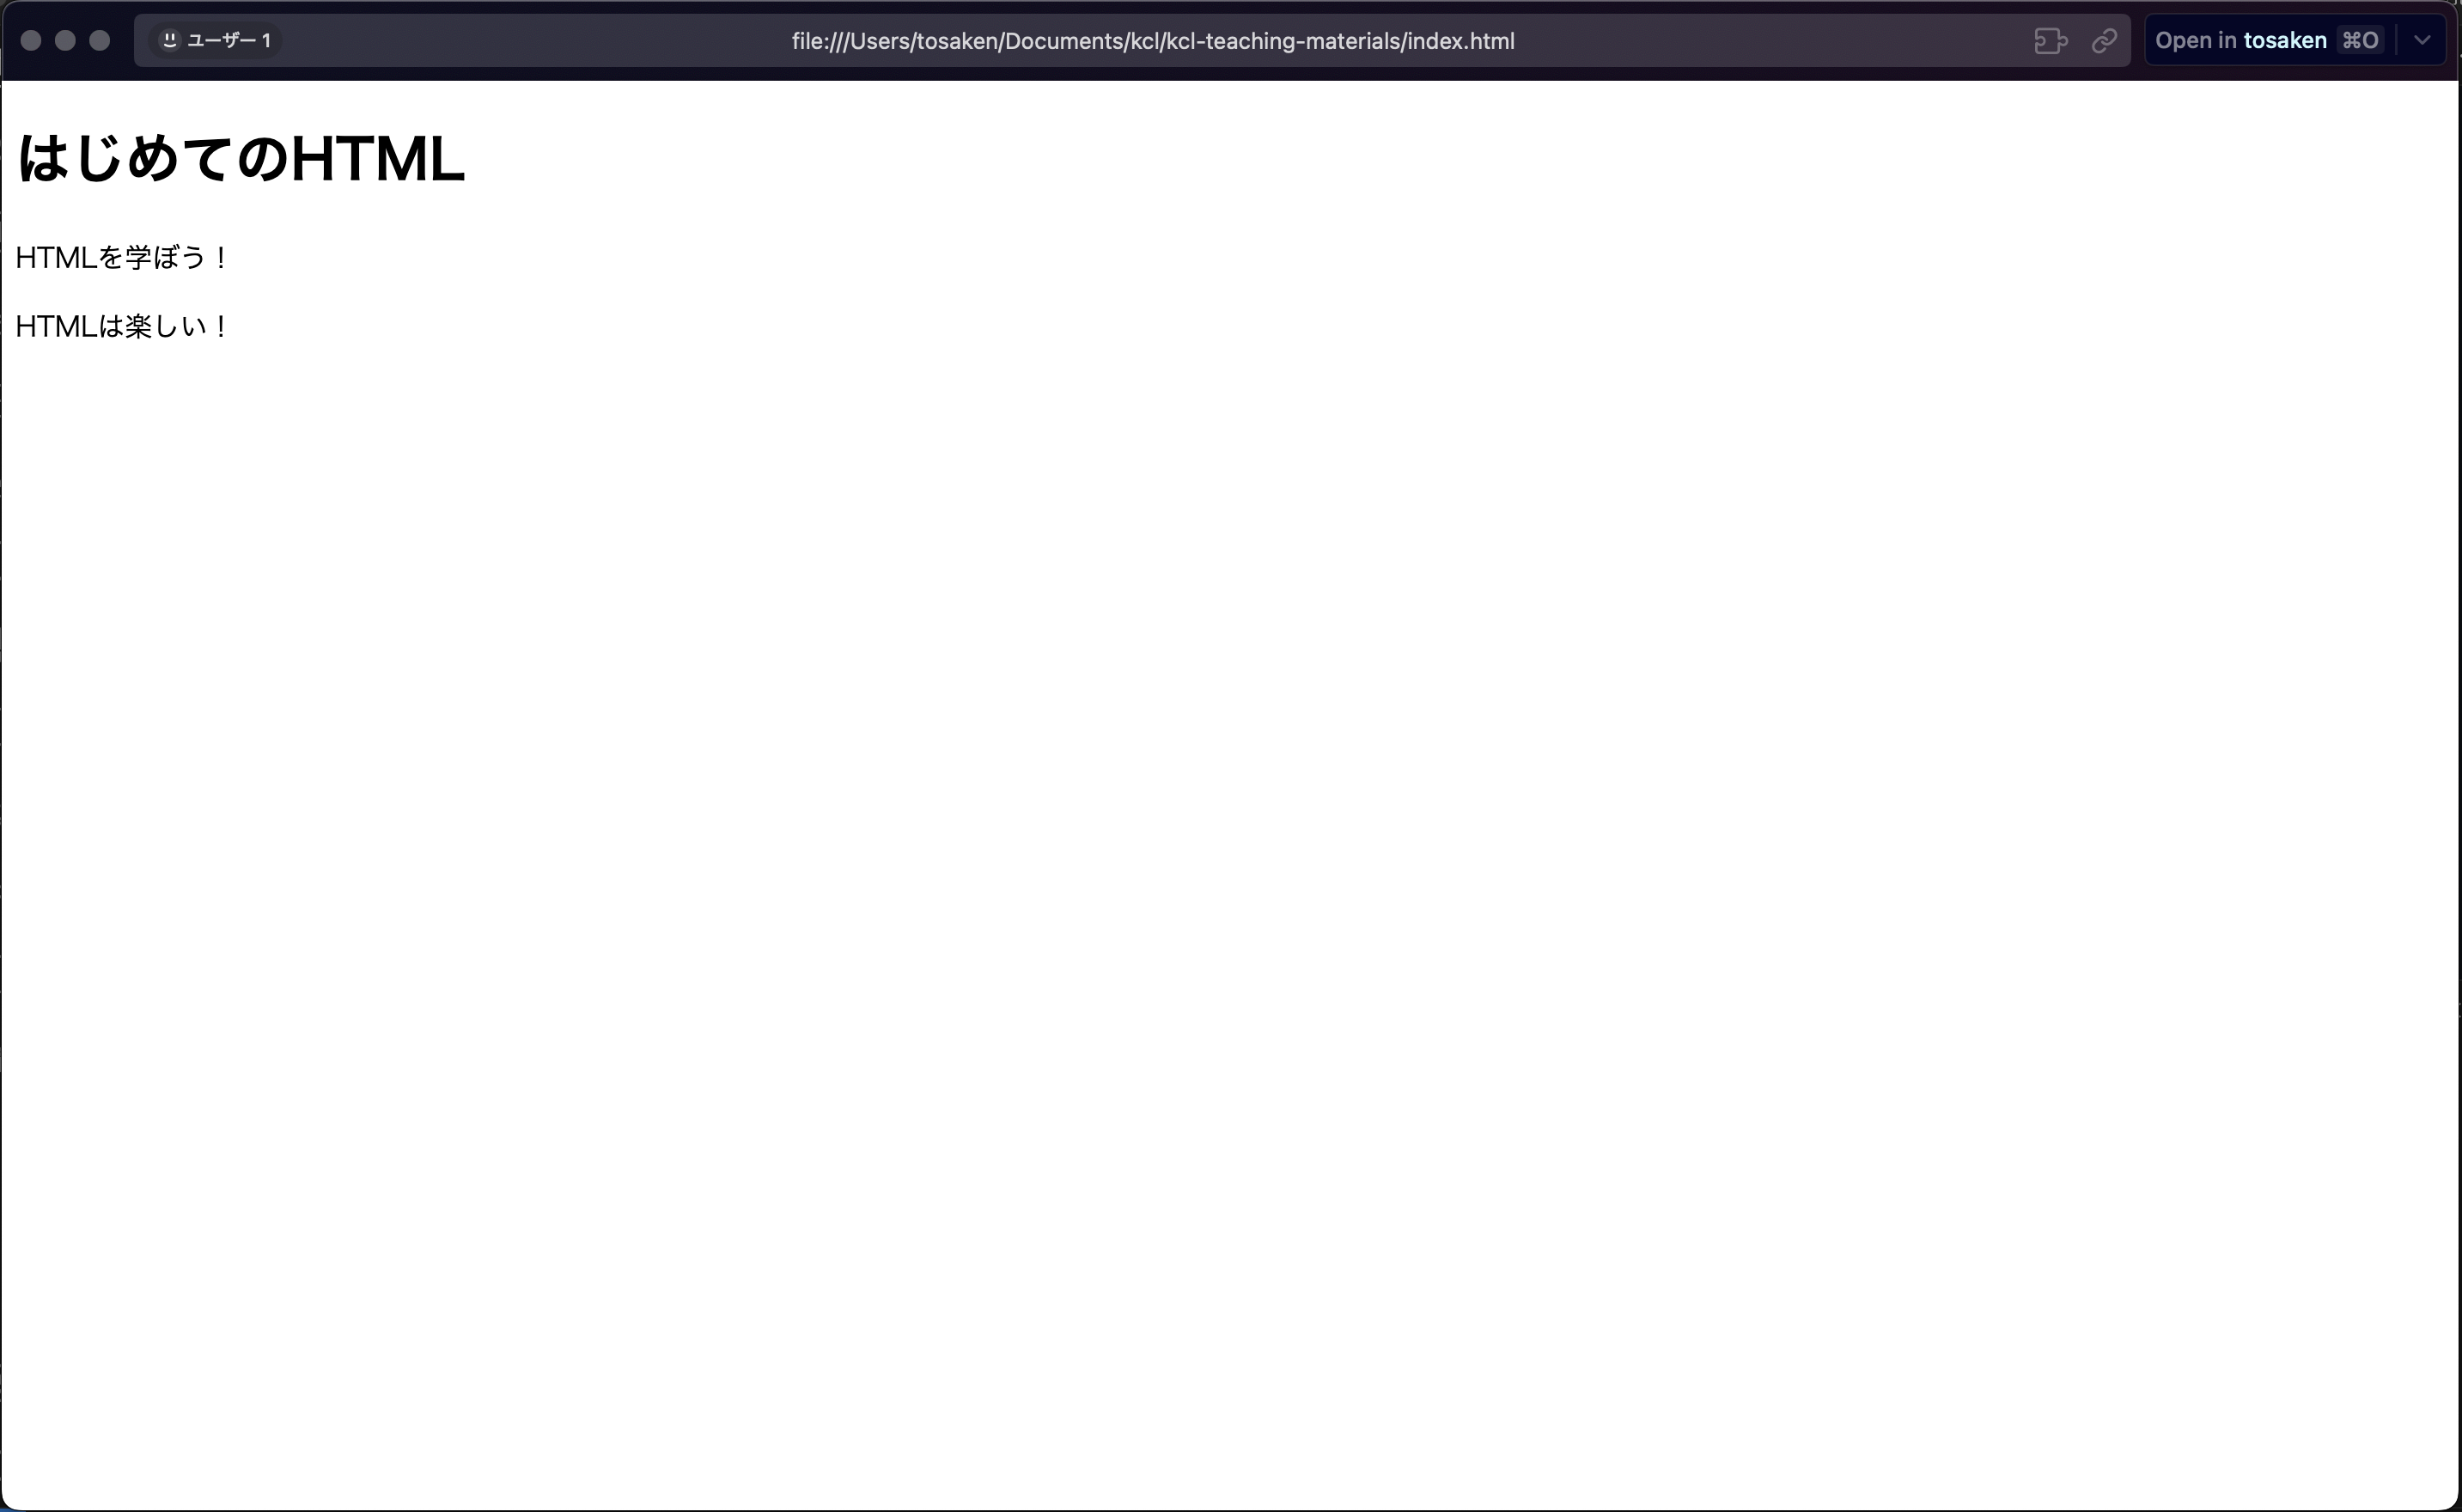 ユーザー 1
file:///Users/tosaken/Documents/kcl/kcl-teaching-materials/index.html
Open in tosaken ⌘O
はじめてのHTML
HTMLを学ぼう！
HTMLは楽しい！